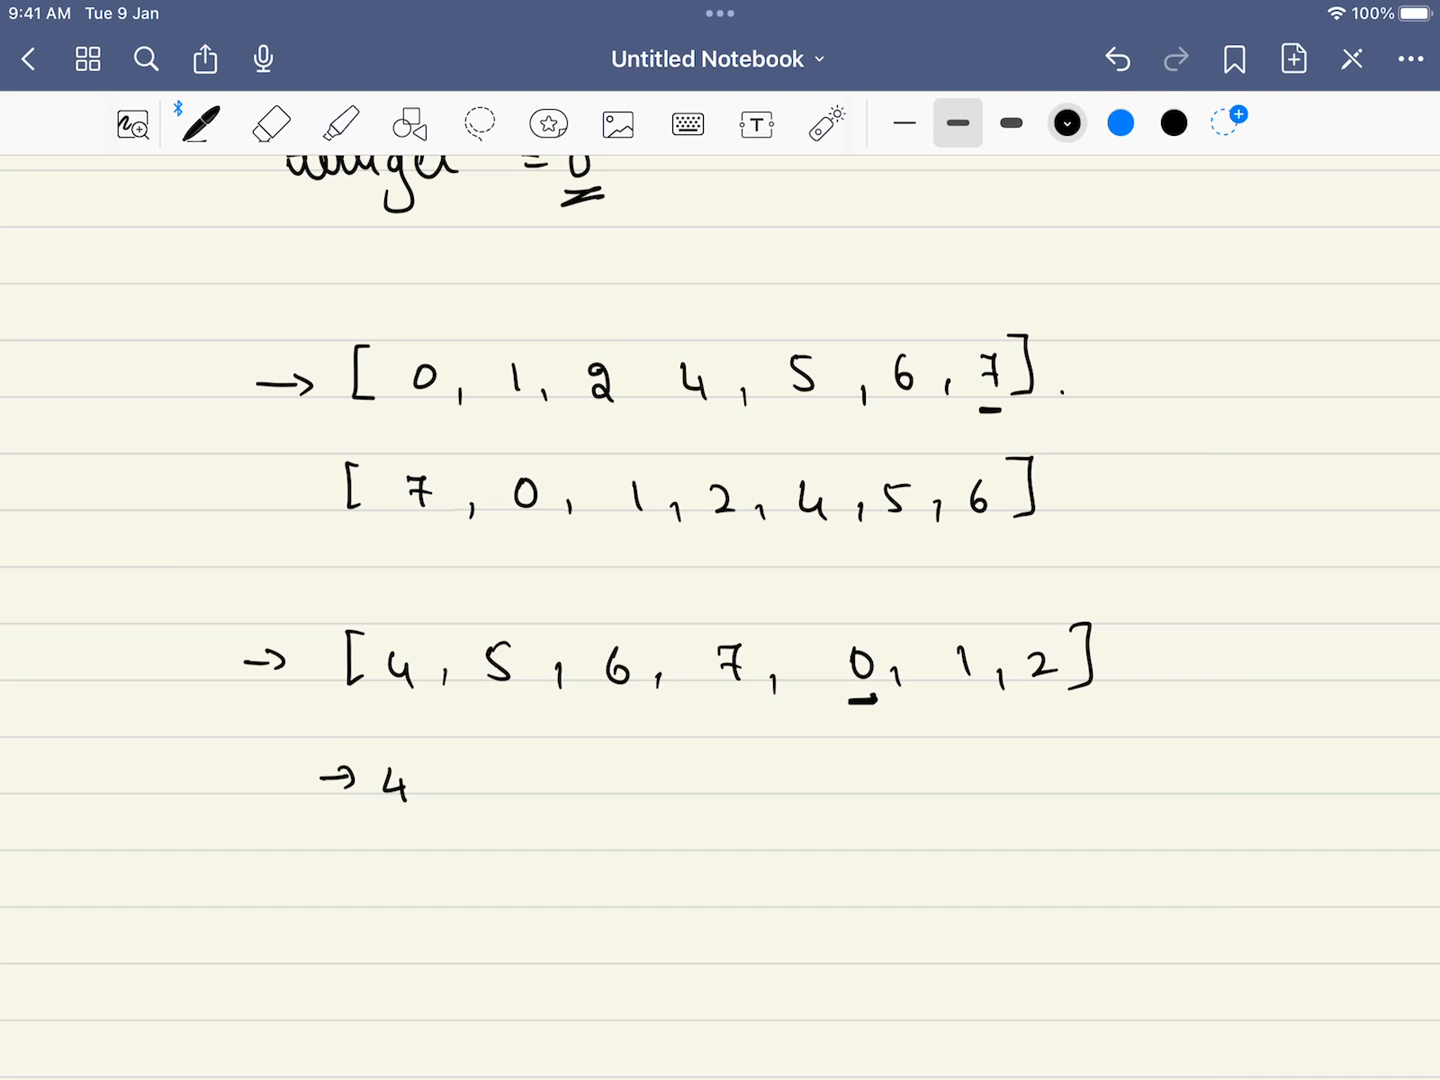 9:41 AM Tue 9 Jan
100%
Untitled Notebook
T
= 0
→ [ 0, 1, 2 4, 5, 6, 7 ].
[ 7, 0, 1, 2, 4, 5, 6 ]
→ [ 4, 5, 6, 7, 0, 1, 2 ]
→ 4